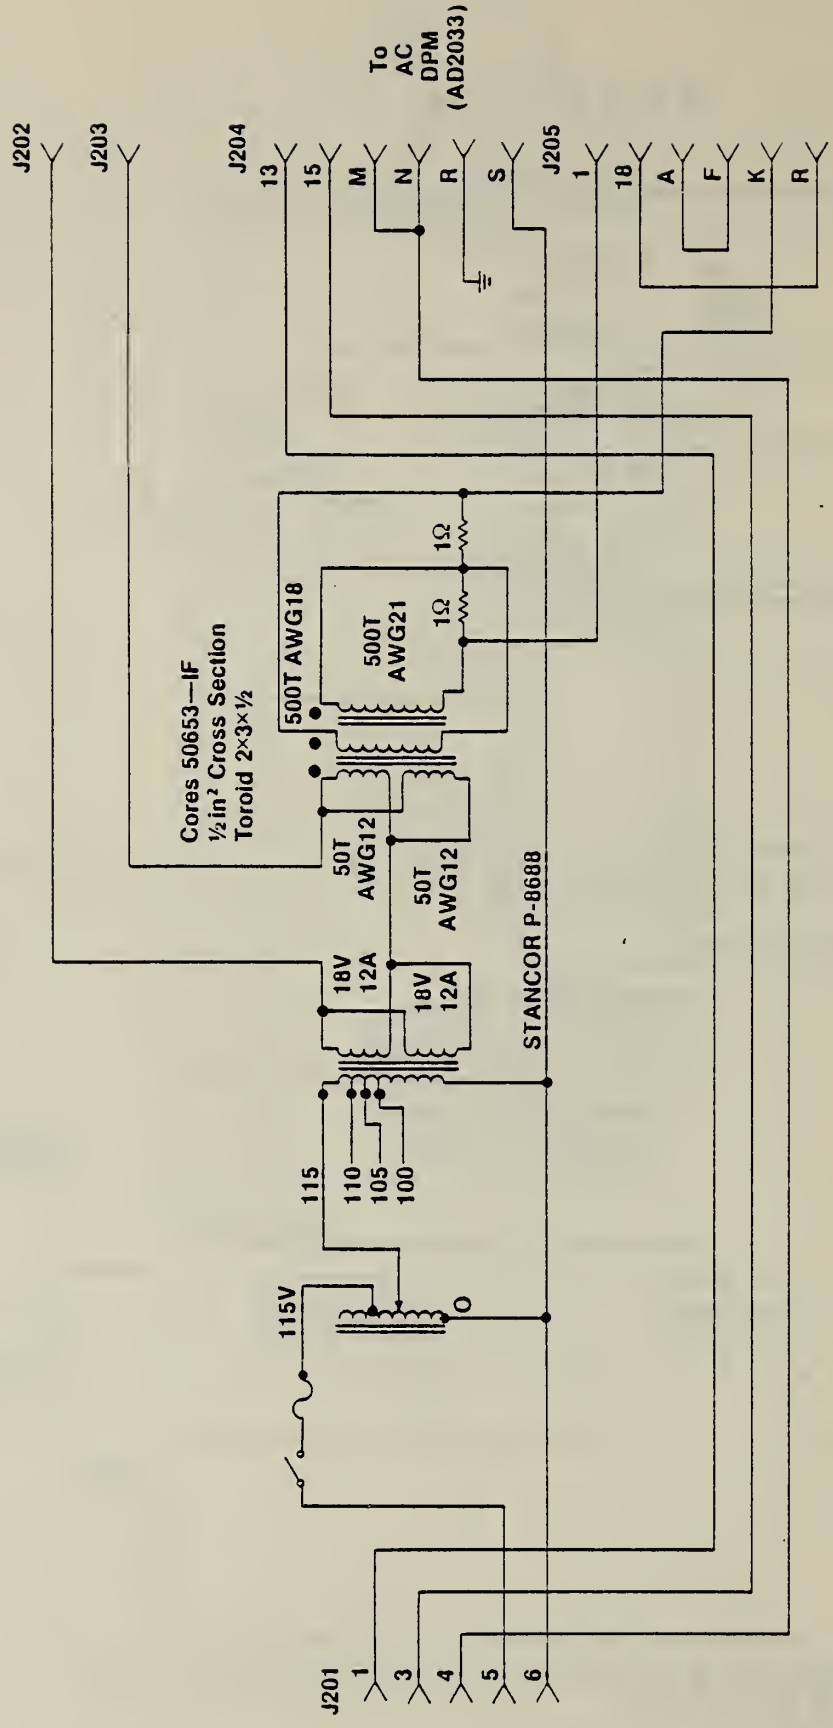 J202
J203
J204
13
15
M
N
R
S
To
AC
DPM
(AD2033)
J205
1
18
A
F
K
R
Cores 50653—IF
½in² Cross Section
Toroid 2×3×½
500T AWG18
500T
AWG21
1Ω
1Ω
50T
AWG12
50T
AWG12
18V
12A
18V
12A
STANCOR P-8688
115
110
105
100
115V
O
J201
1
3
4
5
6